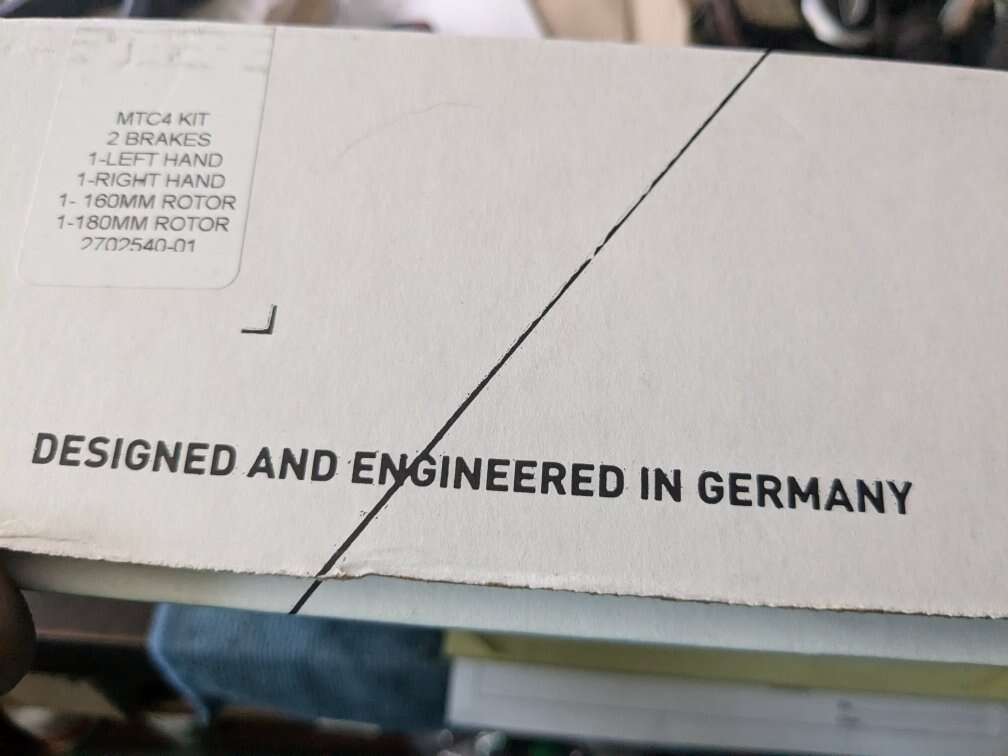 MTC4 KIT
2 BRAKES
1-LEFT HAND
1-RIGHT HAND
1- 160MM ROTOR
1-180MM ROTOR
2702540-01
DESIGNED AND ENGINEERED IN GERMANY